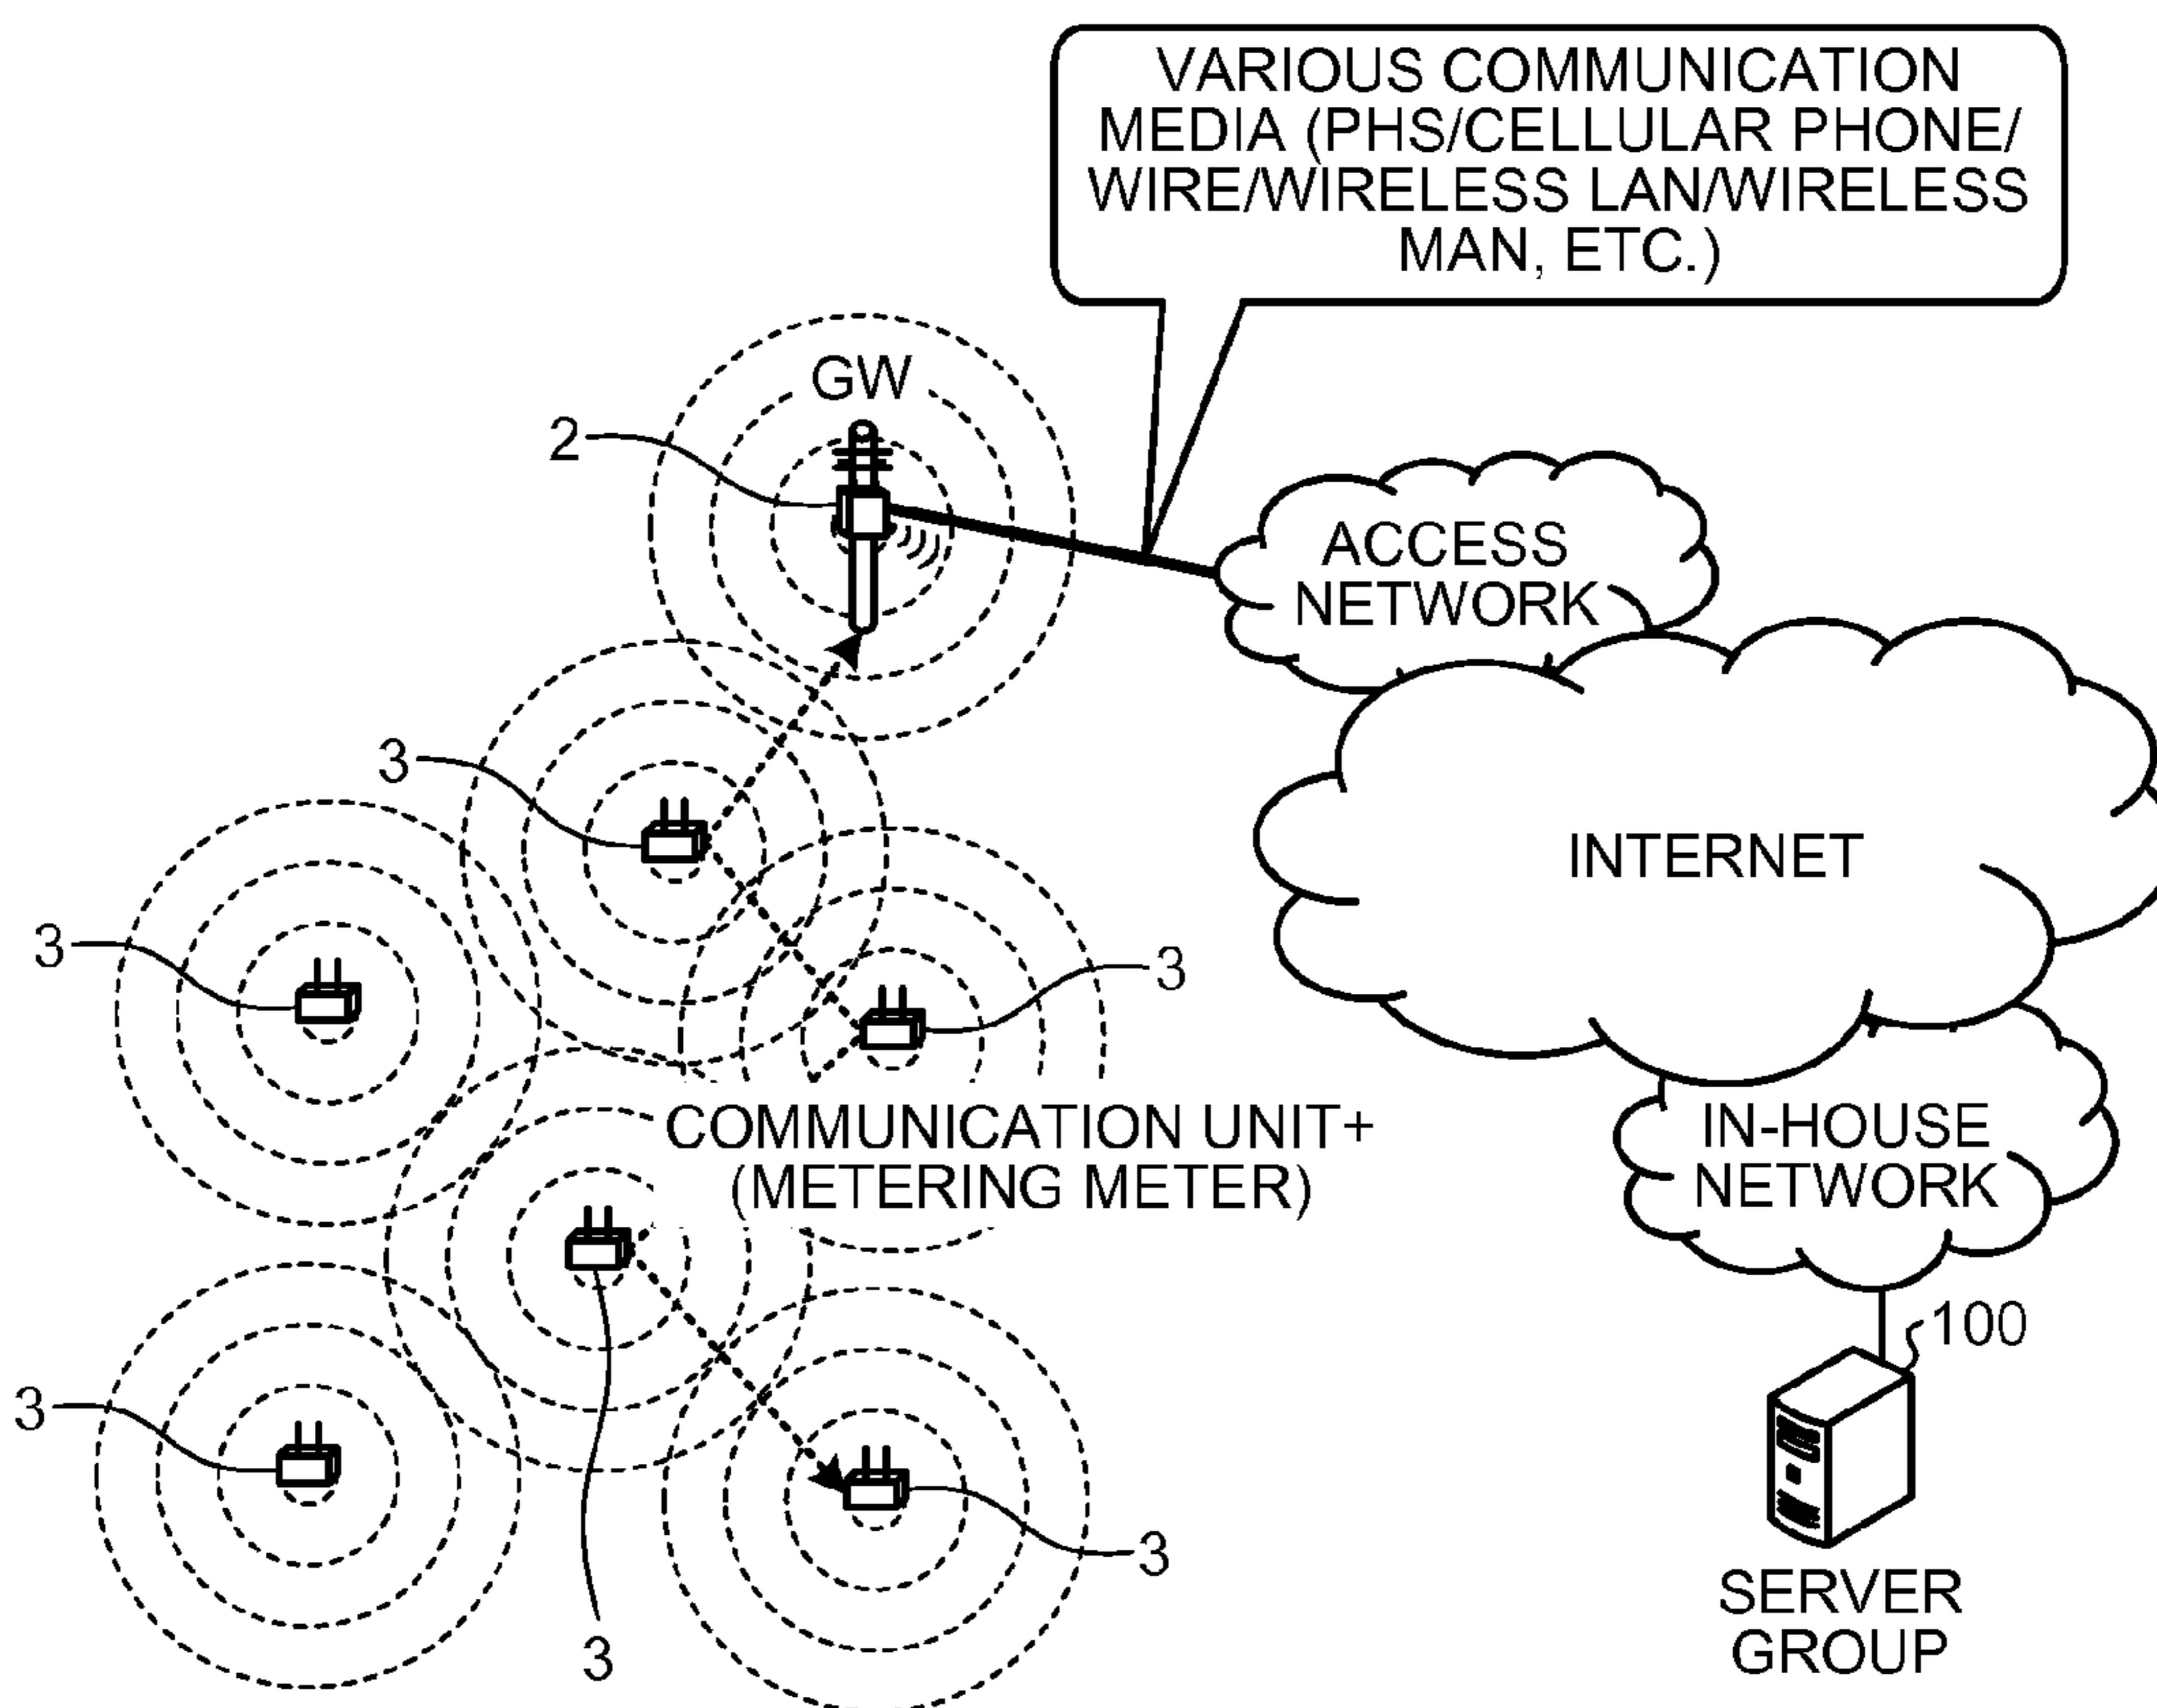 VARIOUS COMMUNICATION
MEDIA (PHS/CELLULAR PHONE/
WIRE/WIRELESS LAN/WIRELESS
MAN, ETC.)
GW
2
ACCESS
NETWORK
3
INTERNET
3
3
COMMUNICATION UNIT+
(METERING METER)
IN-HOUSE
NETWORK
100
3
3
3
SERVER
GROUP